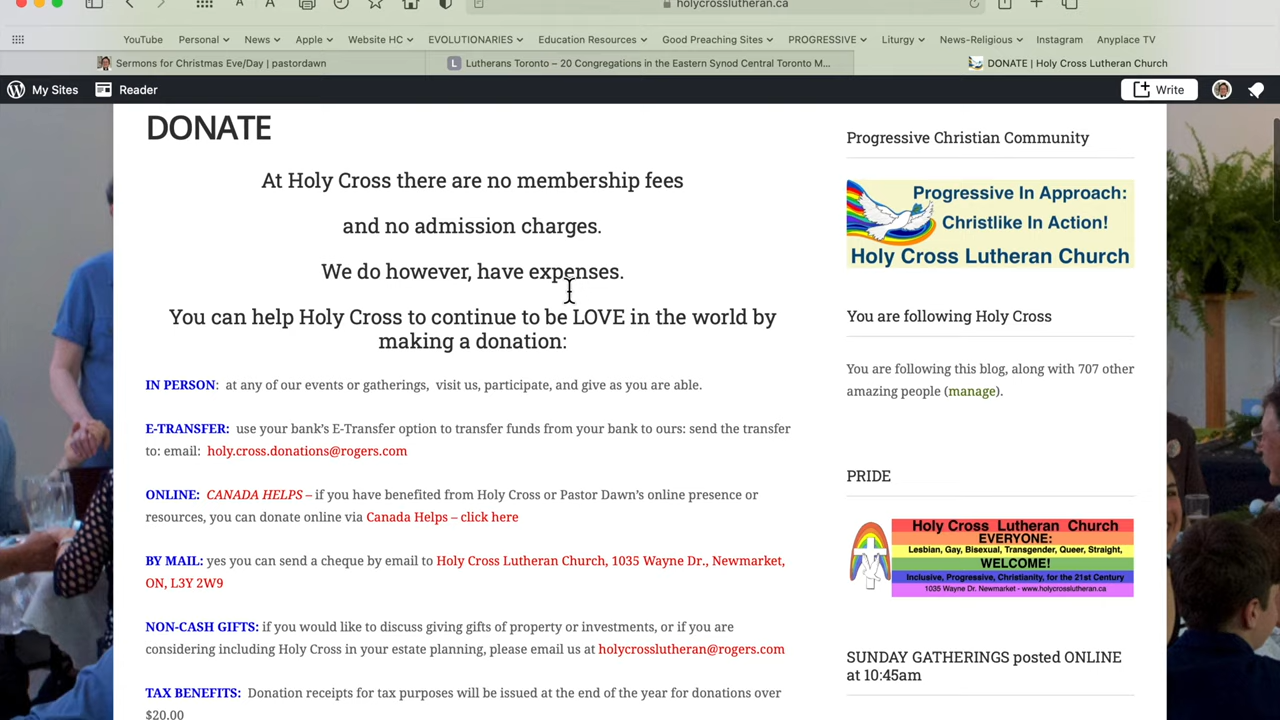 holycrosslutheran.ca
YouTube Personal News Apple Website HC EVOLUTIONARIES Education Resources Good Preaching Sites PROGRESSIVE Liturgy News-Religious Instagram Anyplace TV
Sermons for Christmas Eve/Day | pastordawn
L Lutherans Toronto – 20 Congregations in the Eastern Synod Central Toronto M...
DONATE | Holy Cross Lutheran Church
My Sites Reader Write
DONATE
At Holy Cross there are no membership fees
and no admission charges.
We do however, have expenses.
You can help Holy Cross to continue to be LOVE in the world by
making a donation:
IN PERSON: at any of our events or gatherings, visit us, participate, and give as you are able.
E-TRANSFER: use your bank's E-Transfer option to transfer funds from your bank to ours: send the transfer
to: email: holy.cross.donations@rogers.com
ONLINE: CANADA HELPS – if you have benefited from Holy Cross or Pastor Dawn's online presence or
resources, you can donate online via Canada Helps – click here
BY MAIL: yes you can send a cheque by email to Holy Cross Lutheran Church, 1035 Wayne Dr., Newmarket,
ON, L3Y 2W9
NON-CASH GIFTS: if you would like to discuss giving gifts of property or investments, or if you are
considering including Holy Cross in your estate planning, please email us at holycrosslutheran@rogers.com
TAX BENEFITS: Donation receipts for tax purposes will be issued at the end of the year for donations over
$20.00
Progressive Christian Community
Progressive In Approach:
Christlike In Action!
Holy Cross Lutheran Church
You are following Holy Cross
You are following this blog, along with 707 other
amazing people (manage).
PRIDE
Holy Cross Lutheran Church
EVERYONE:
Lesbian, Gay, Bisexual, Transgender, Queer, Straight,
WELCOME!
Inclusive, Progressive, Christianity, for the 21st Century
1035 Wayne Dr. Newmarket - www.holycrosslutheran.ca
SUNDAY GATHERINGS posted ONLINE
at 10:45am